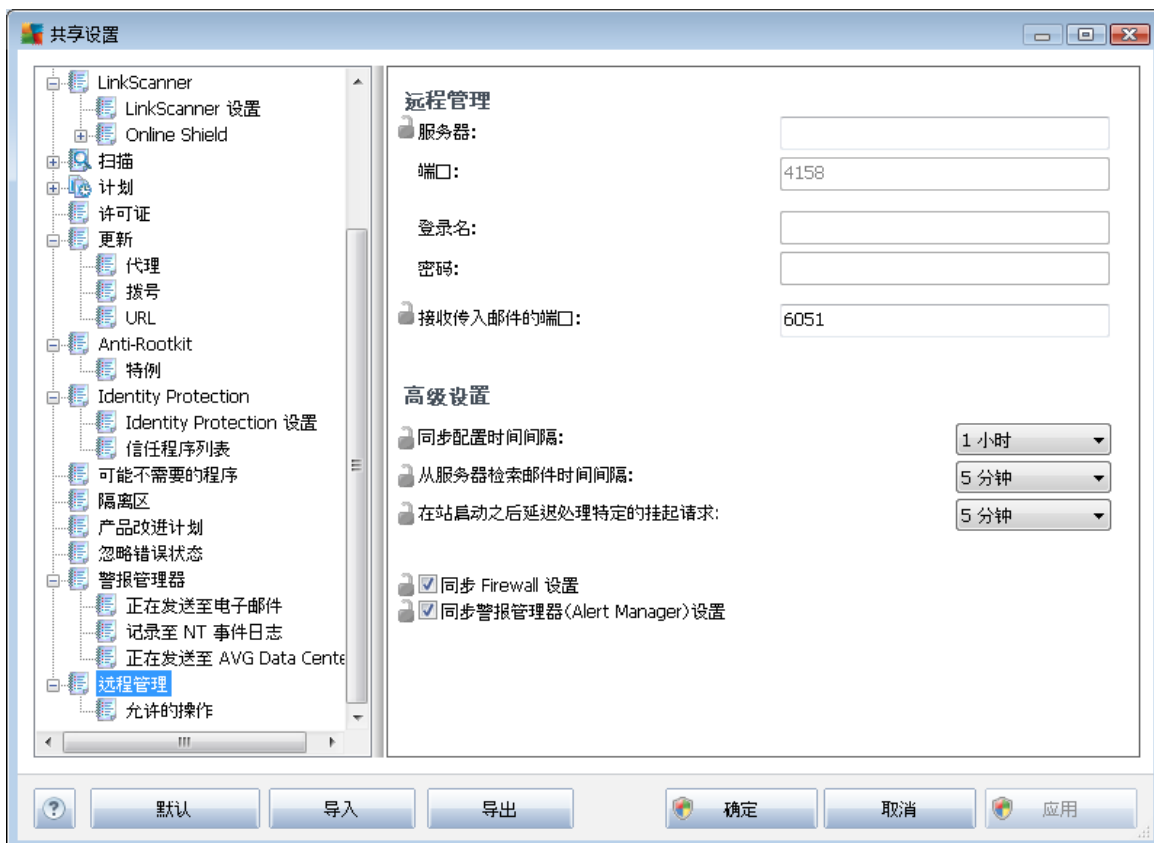 共享设置
LinkScanner
LinkScanner 设置
Online Shield
扫描
计划
许可证
更新
代理
拨号
URL
Anti-Rootkit
特例
Identity Protection
Identity Protection 设置
信任程序列表
可能不需要的程序
隔离区
产品改进计划
忽略错误状态
警报管理器
正在发送至电子邮件
记录至 NT 事件日志
正在发送至 AVG Data Cente
远程管理
允许的操作
远程管理
服务器:
端口: 4158
登录名:
密码:
接收传入邮件的端口: 6051
高级设置
同步配置时间间隔: 1 小时
从服务器检索邮件时间间隔: 5 分钟
在站启动之后延迟处理特定的挂起请求: 5 分钟
同步 Firewall 设置
同步警报管理器(Alert Manager)设置
? 默认 导入 导出 确定 取消 应用